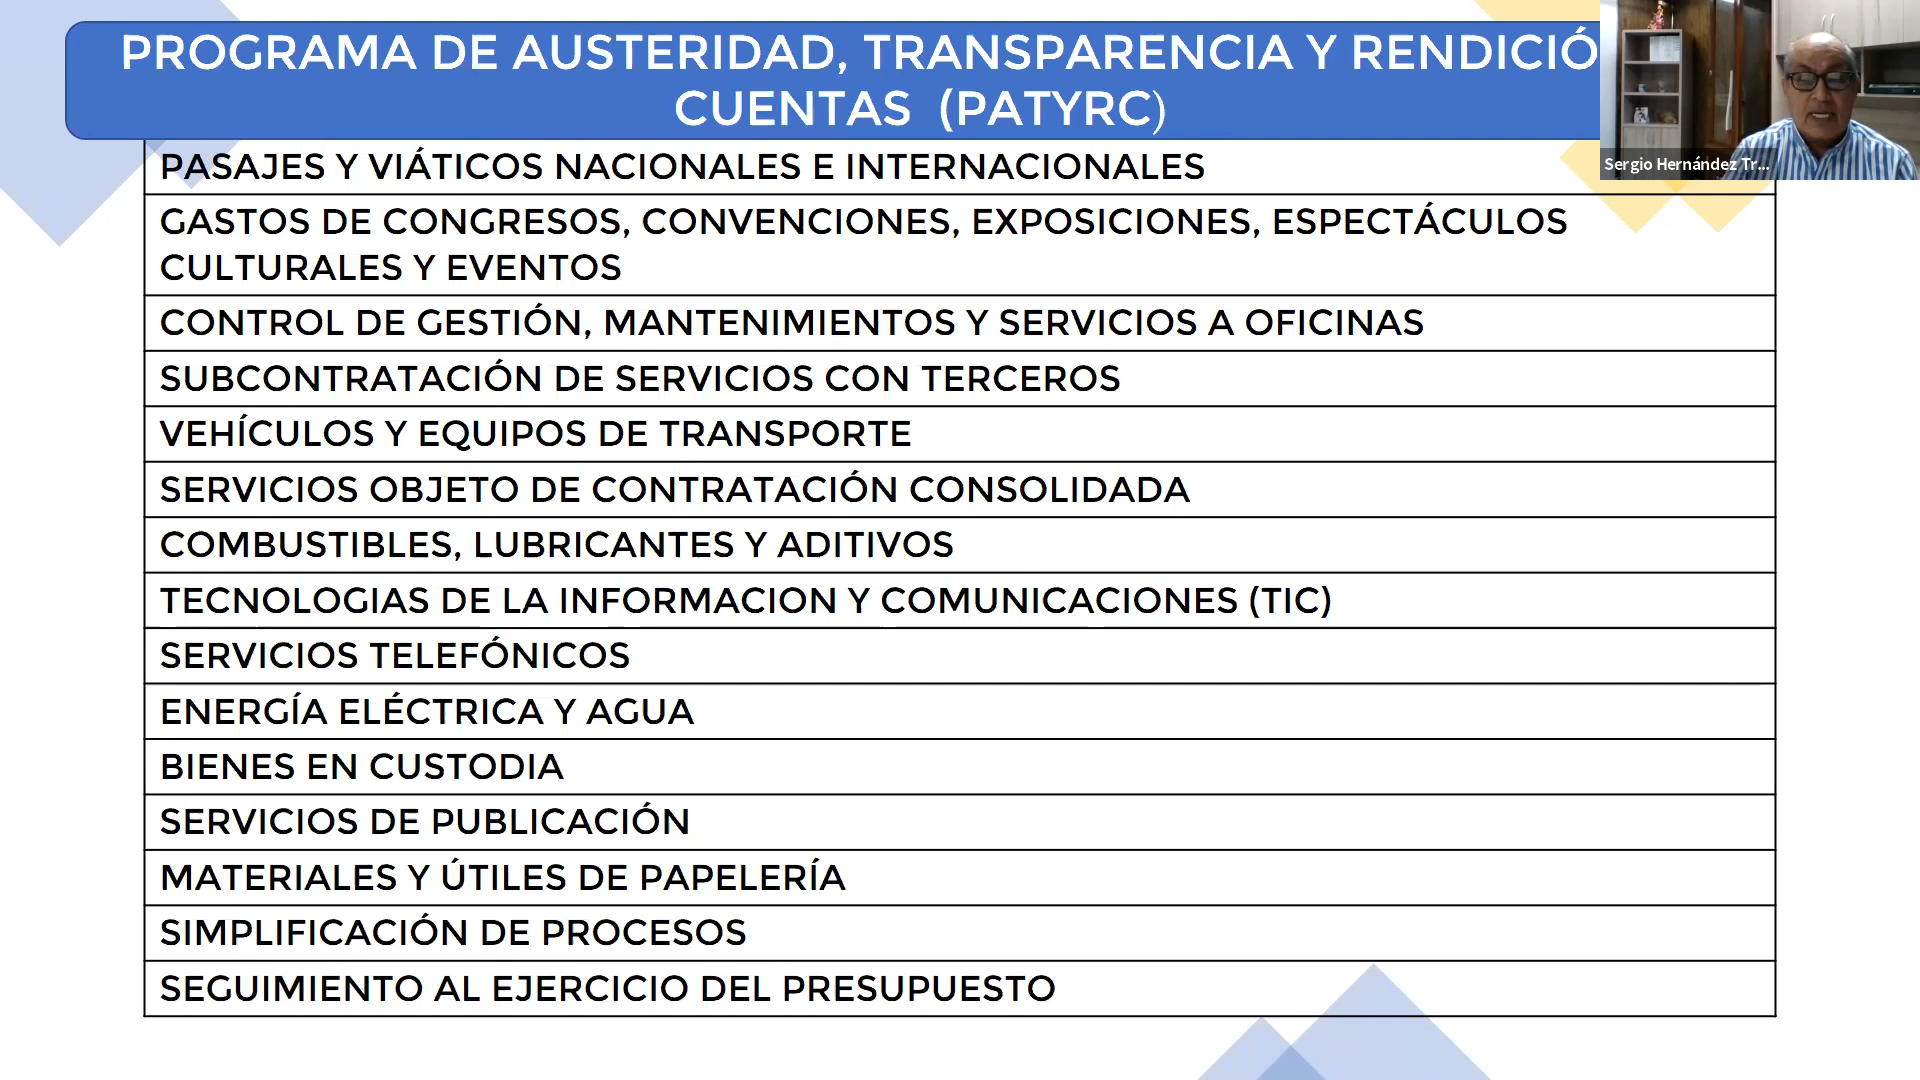 PROGRAMA DE AUSTERIDAD, TRANSPARENCIA Y RENDICIÓ
CUENTAS (PATYRC)
Sergio Hernández Tr...
PASAJES Y VIÁTICOS NACIONALES E INTERNACIONALES
GASTOS DE CONGRESOS, CONVENCIONES, EXPOSICIONES, ESPECTÁCULOS
CULTURALES Y EVENTOS
CONTROL DE GESTIÓN, MANTENIMIENTOS Y SERVICIOS A OFICINAS
SUBCONTRATACIÓN DE SERVICIOS CON TERCEROS
VEHÍCULOS Y EQUIPOS DE TRANSPORTE
SERVICIOS OBJETO DE CONTRATACIÓN CONSOLIDADA
COMBUSTIBLES, LUBRICANTES Y ADITIVOS
TECNOLOGIAS DE LA INFORMACION Y COMUNICACIONES (TIC)
SERVICIOS TELEFÓNICOS
ENERGÍA ELÉCTRICA Y AGUA
BIENES EN CUSTODIA
SERVICIOS DE PUBLICACIÓN
MATERIALES Y ÚTILES DE PAPELERÍA
SIMPLIFICACIÓN DE PROCESOS
SEGUIMIENTO AL EJERCICIO DEL PRESUPUESTO